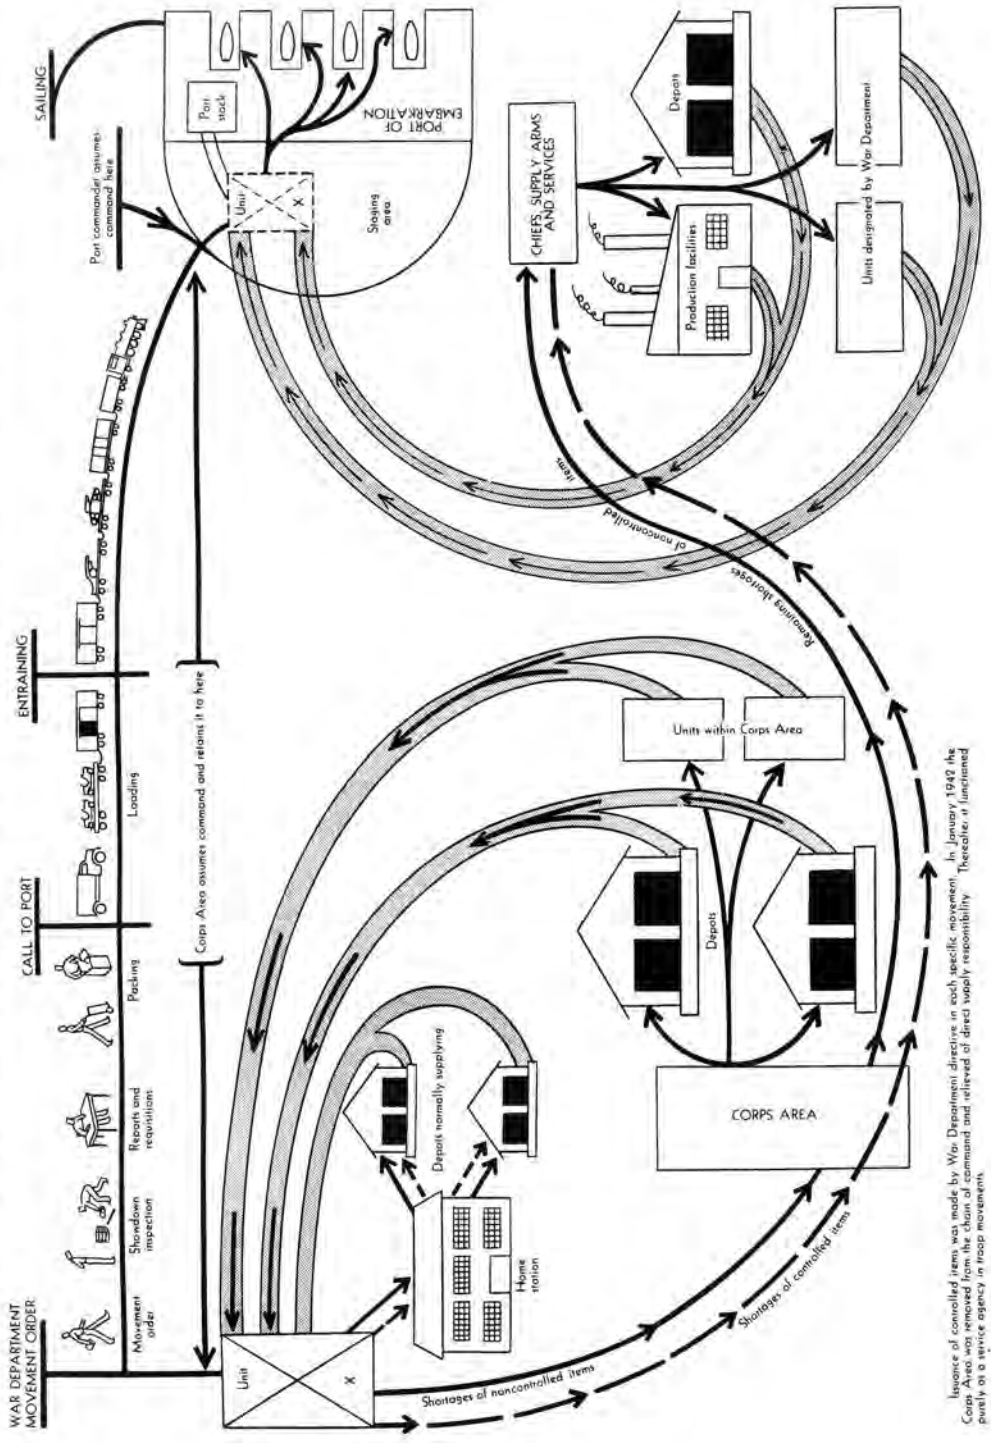 WAR DEPARTMENT
MOVEMENT ORDER
CALL TO PORT
ENTRAINING
SAILING
Movement
order
Showdown
inspection
Reports and
requisitions
Packing
Loading
Port commander assumes
command here
Corps Area assumes command and retains it to here
Unit
X
Port
stock
PORT OF
EMBARKATION
Unit
X
Staging
area
Home
station
Depots normally supplying
Shortages of noncontrolled items
Shortages of controlled items
CORPS AREA
Depots
Units within Corps Area
Remaining shortages
of noncontrolled
items
CHIEFS, SUPPLY ARMS
AND SERVICES
Production facilities
Depots
Units designated by War Department
Issuance of controlled items was made by War Department directive in each specific movement. In January 1942 the
Corps Area was removed from the chain of command and relieved of direct supply responsibility. Thereafter it functioned
purely as a service agency in troop movements